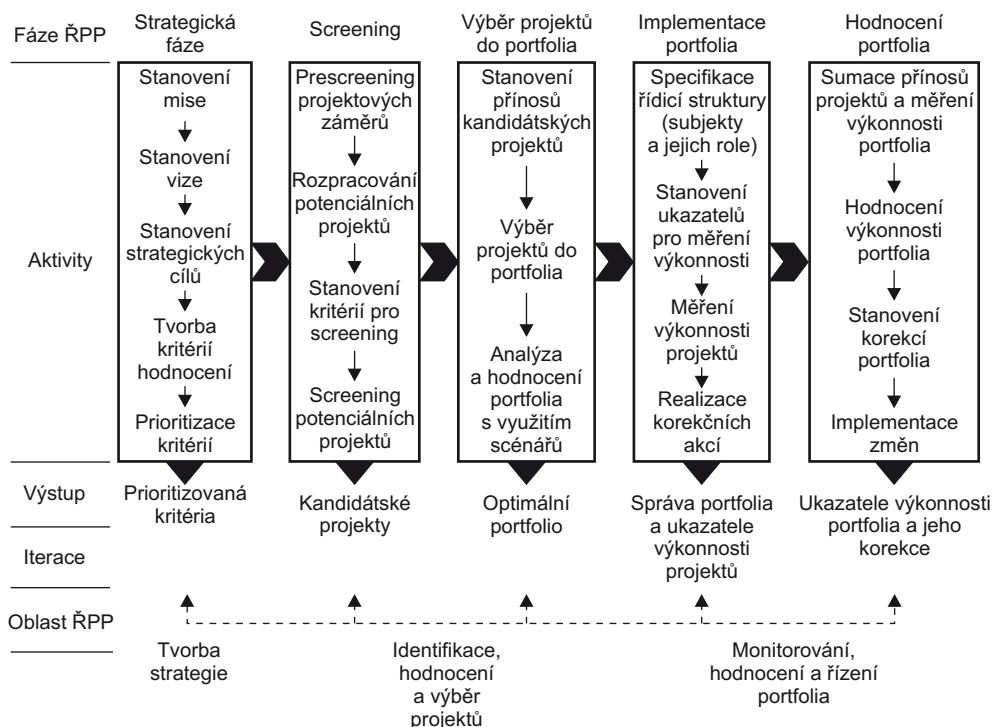 Fáze ŘPP
Strategická
fáze
Screening
Výběr projektů
do portfolia
Implementace
portfolia
Hodnocení
portfolia
Aktivity
Stanovení
mise
Stanovení
vize
Stanovení
strategických
cílů
Tvorba
kritérií
hodnocení
Prioritizace
kritérií
Prescreening
projektových
záměrů
Rozpracování
potenciálních
projektů
Stanovení
kritérií pro
screening
Screening
potenciálních
projektů
Stanovení
přínosů
kandidátských
projektů
Výběr
projektů do
portfolia
Analýza
a hodnocení
portfolia
s využitím
scénářů
Specifikace
řídicí struktury
(subjekty
a jejich role)
Stanovení
ukazatelů
pro měření
výkonnosti
Měření
výkonnosti
projektů
Realizace
korekčních
akcí
Sumace přínosů
projektů a měření
výkonnosti
portfolia
Hodnocení
výkonnosti
portfolia
Stanovení
korekcí
portfolia
Implementace
změn
Výstup
Prioritizovaná
kritéria
Kandidátské
projekty
Optimální
portfolio
Správa portfolia
a ukazatele
výkonnosti
projektů
Ukazatele výkonnosti
portfolia a jeho
korekce
Iterace
Oblast ŘPP
Tvorba
strategie
Identifikace,
hodnocení
a výběr
projektů
Monitorování,
hodnocení a řízení
portfolia